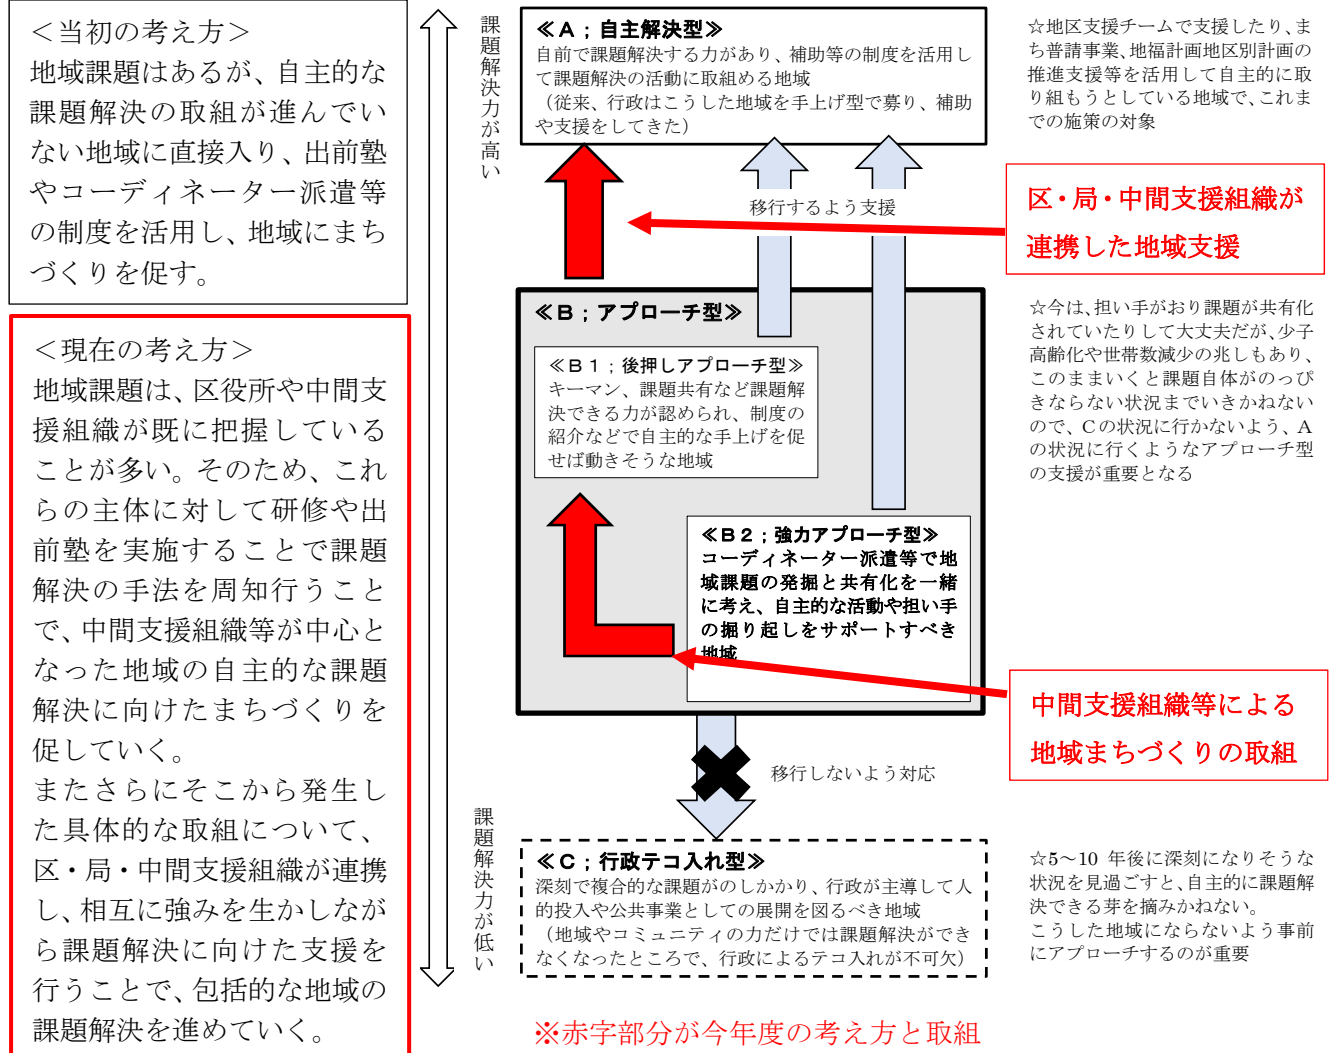 ＜当初の考え方＞
地域課題はあるが、自主的な
課題解決の取組が進んでい
ない地域に直接入り、出前塾
やコーディネーター派遣等
の制度を活用し、地域にまち
づくりを促す。
＜現在の考え方＞
地域課題は、区役所や中間支
援組織が既に把握している
ことが多い。そのため、これ
らの主体に対して研修や出
前塾を実施することで課題
解決の手法を周知行うこと
で、中間支援組織等が中心と
なった地域の自主的な課題
解決に向けたまちづくりを
促していく。
またさらにそこから発生し
た具体的な取組について、
区・局・中間支援組織が連携
し、相互に強みを生かしなが
ら課題解決に向けた支援を
行うことで、包括的な地域の
課題解決を進めていく。
課題解決力が高い
課題解決力が低い
≪Ａ；自主解決型≫
自前で課題解決する力があり、補助等の制度を活用し
て課題解決の活動に取組める地域
（従来、行政はこうした地域を手上げ型で募り、補助
や支援をしてきた）
移行するよう支援
≪Ｂ；アプローチ型≫
≪Ｂ１；後押しアプローチ型≫
キーマン、課題共有など課題解
決できる力が認められ、制度の
紹介などで自主的な手上げを促
せば動きそうな地域
≪Ｂ２；強力アプローチ型≫
コーディネーター派遣等で地
域課題の発掘と共有化を一緒
に考え、自主的な活動や担い手
の掘り起しをサポートすべき
地域
移行しないよう対応
≪Ｃ；行政テコ入れ型≫
深刻で複合的な課題がのしかかり、行政が主導して人
的投入や公共事業としての展開を図るべき地域
（地域やコミュニティの力だけでは課題解決ができ
なくなったところで、行政によるテコ入れが不可欠）
※赤字部分が今年度の考え方と取組
☆地区支援チームで支援したり、ま
ち普請事業、地福計画地区別計画の
推進支援等を活用して自主的に取
り組もうとしている地域で、これま
での施策の対象
区・局・中間支援組織が
連携した地域支援
☆今は、担い手がおり課題が共有化
されていたりして大丈夫だが、少子
高齢化や世帯数減少の兆しもあり、
このままいくと課題自体がのっぴ
きならない状況までいきかねない
ので、Ｃの状況に行かないよう、Ａ
の状況に行くようなアプローチ型
の支援が重要となる
中間支援組織等による
地域まちづくりの取組
☆5～10 年後に深刻になりそうな
状況を見過ごすと、自主的に課題解
決できる芽を摘みかねない。
こうした地域にならないよう事前
にアプローチするのが重要